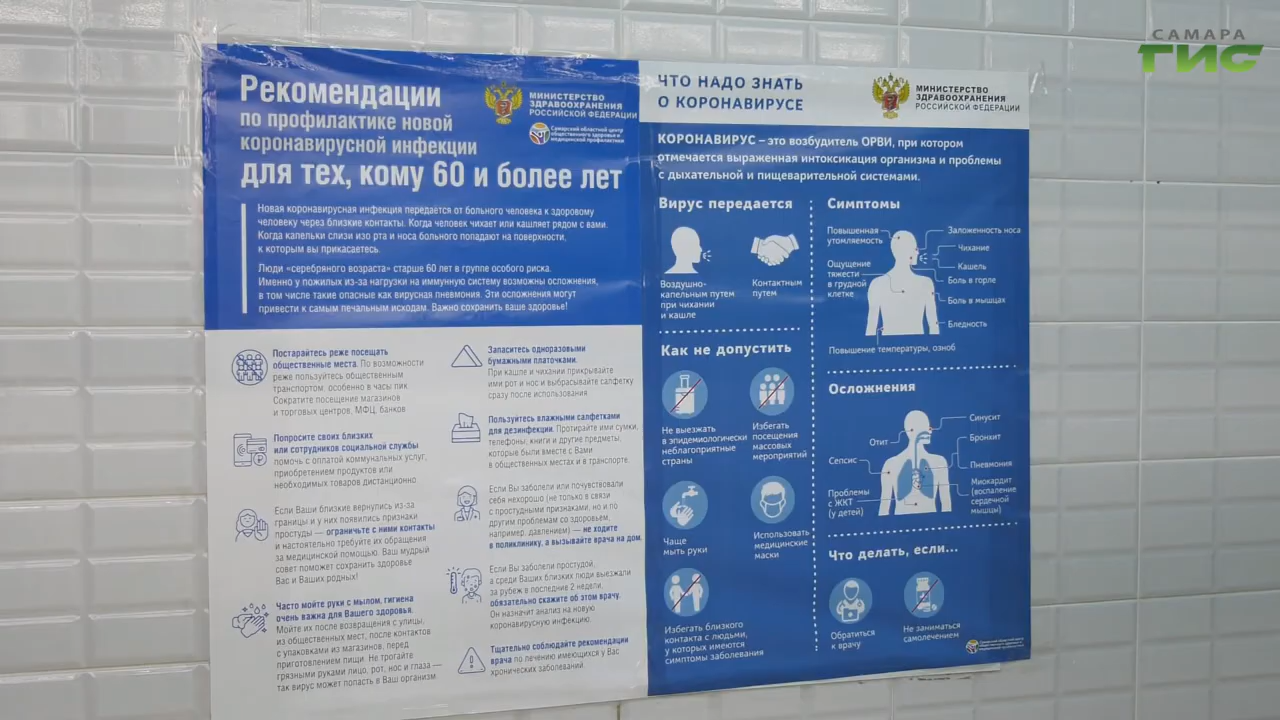 САМАРА
ГИС
Рекомендации
по профилактике новой
коронавирусной инфекции
для тех, кому 60 и более лет
МИНИСТЕРСТВО
ЗДРАВООХРАНЕНИЯ
РОССИЙСКОЙ ФЕДЕРАЦИИ
Самарский областной центр
общественного здоровья и
медицинской профилактики
Новая коронавирусная инфекция передается от больного человека к здоровому
человеку через близкие контакты. Когда человек чихает или кашляет рядом с вами.
Когда капельки слизи изо рта и носа больного попадают на поверхности,
к которым вы прикасаетесь.
Люди «серебряного возраста» старше 60 лет в группе особого риска.
Именно у пожилых из-за нагрузки на иммунную систему возможны осложнения,
в том числе такие опасные как вирусная пневмония. Эти осложнения могут
привести к самым печальным исходам. Важно сохранить ваше здоровье!
Постарайтесь реже посещать
общественные места. По возможности
реже пользуйтесь общественным
транспортом, особенно в часы пик.
Сократите посещение магазинов
и торговых центров, МФЦ, банков
Попросите своих близких
или сотрудников социальной службы
помочь с оплатой коммунальных услуг,
приобретением продуктов или
необходимых товаров дистанционно
Если Ваши близкие вернулись из-за
границы и у них появились признаки
простуды — ограничьте с ними контакты
и настоятельно требуйте их обращения
за медицинской помощью. Ваш мудрый
совет поможет сохранить здоровье
Вас и Ваших родных!
Часто мойте руки с мылом, гигиена
очень важна для Вашего здоровья.
Мойте их после возвращения с улицы,
из общественных мест, после контактов
с упаковками из магазинов, перед
приготовлением пищи. Не трогайте
грязными руками лицо, рот, нос и глаза —
так вирус может попасть в Ваш организм
Запаситесь одноразовыми
бумажными платочками.
При кашле и чихании прикрывайте
ими рот и нос и выбрасывайте салфетку
сразу после использования
Пользуйтесь влажными салфетками
для дезинфекции. Протирайте ими сумки,
телефоны, книги и другие предметы,
которые были вместе с Вами
в общественных местах и в транспорте.
Если Вы заболели или почувствовали
себя нехорошо (не только в связи
с простудными признаками, но и по
другим проблемам со здоровьем,
например, давлением) — не ходите
в поликлинику, а вызывайте врача на дом.
Если Вы заболели простудой,
а среди Ваших близких люди выезжали
за рубеж в последние 2 недели,
обязательно скажите об этом врачу.
Он назначит анализ на новую
коронавирусную инфекцию.
Тщательно соблюдайте рекомендации
врача по лечению имеющихся у Вас
хронических заболеваний.
ЧТО НАДО ЗНАТЬ
О КОРОНАВИРУСЕ
МИНИСТЕРСТВО
ЗДРАВООХРАНЕНИЯ
РОССИЙСКОЙ ФЕДЕРАЦИИ
КОРОНАВИРУС – это возбудитель ОРВИ, при котором
отмечается выраженная интоксикация организма и проблемы
с дыхательной и пищеварительной системами.
Вирус передается
Воздушно-
капельным путем
при чихании
и кашле
Контактным
путем
Как не допустить
Не выезжать
в эпидемиологически
неблагоприятные
страны
Избегать
посещения
массовых
мероприятий
Чаще
мыть руки
Использовать
медицинские
маски
Избегать близкого
контакта с людьми,
у которых имеются
симптомы заболевания
Симптомы
Повышенная
утомляемость
Ощущение
тяжести
в грудной
клетке
Заложенность носа
Чихание
Кашель
Боль в горле
Боль в мышцах
Бледность
Повышение температуры, озноб
Осложнения
Отит
Сепсис
Проблемы
с ЖКТ
(у детей)
Синусит
Бронхит
Пневмония
Миокардит
(воспаление
сердечной
мышцы)
Что делать, если...
Обратиться
к врачу
Не заниматься
самолечением